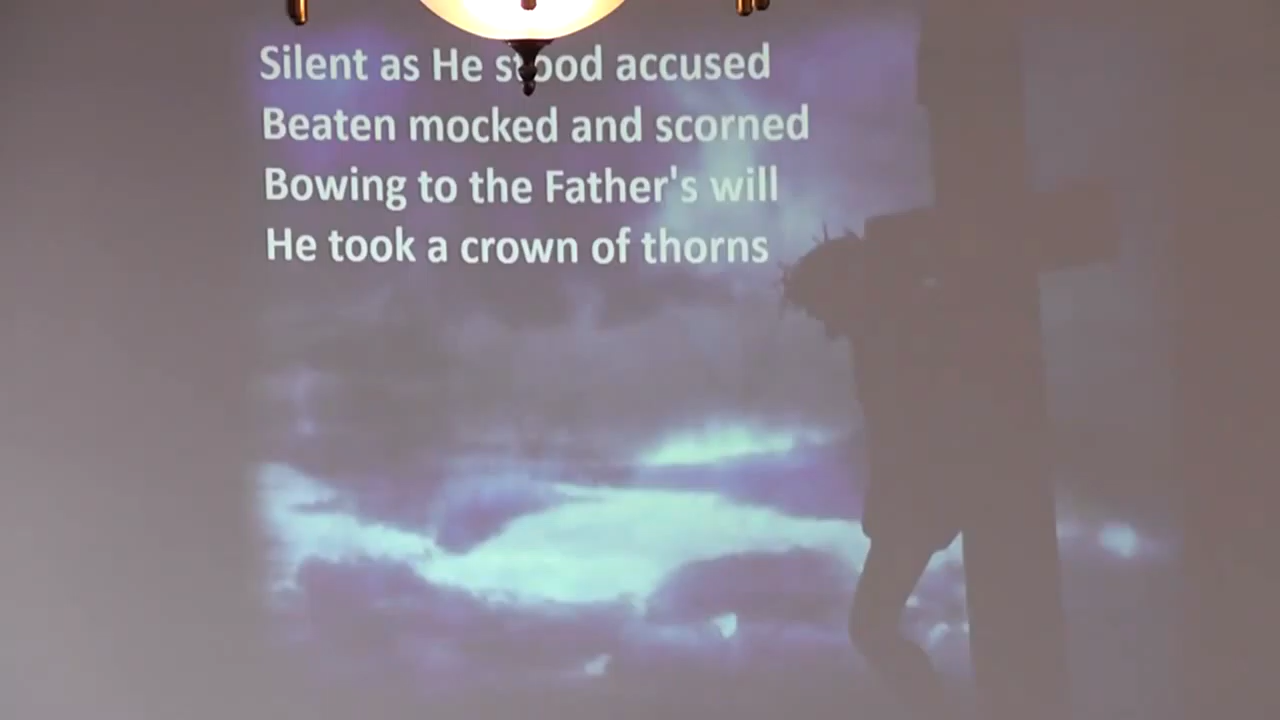 Silent as He stood accused
Beaten mocked and scorned
Bowing to the Father's will
He took a crown of thorns